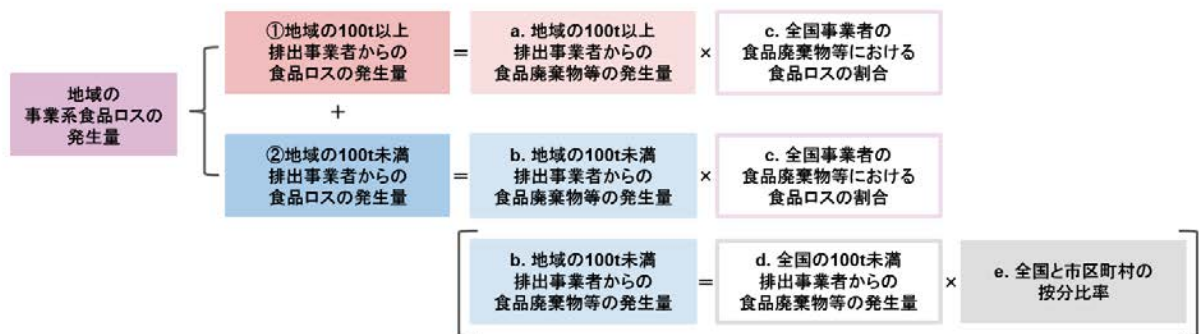 地域の
事業系食品ロスの
発生量
①地域の100t以上
排出事業者からの
食品ロスの発生量
=
a. 地域の100t以上
排出事業者からの
食品廃棄物等の発生量
×
c. 全国事業者の
食品廃棄物等における
食品ロスの割合
+
②地域の100t未満
排出事業者からの
食品ロスの発生量
=
b. 地域の100t未満
排出事業者からの
食品廃棄物等の発生量
×
c. 全国事業者の
食品廃棄物等における
食品ロスの割合
b. 地域の100t未満
排出事業者からの
食品廃棄物等の発生量
=
d. 全国の100t未満
排出事業者からの
食品廃棄物等の発生量
×
e. 全国と市区町村の
按分比率